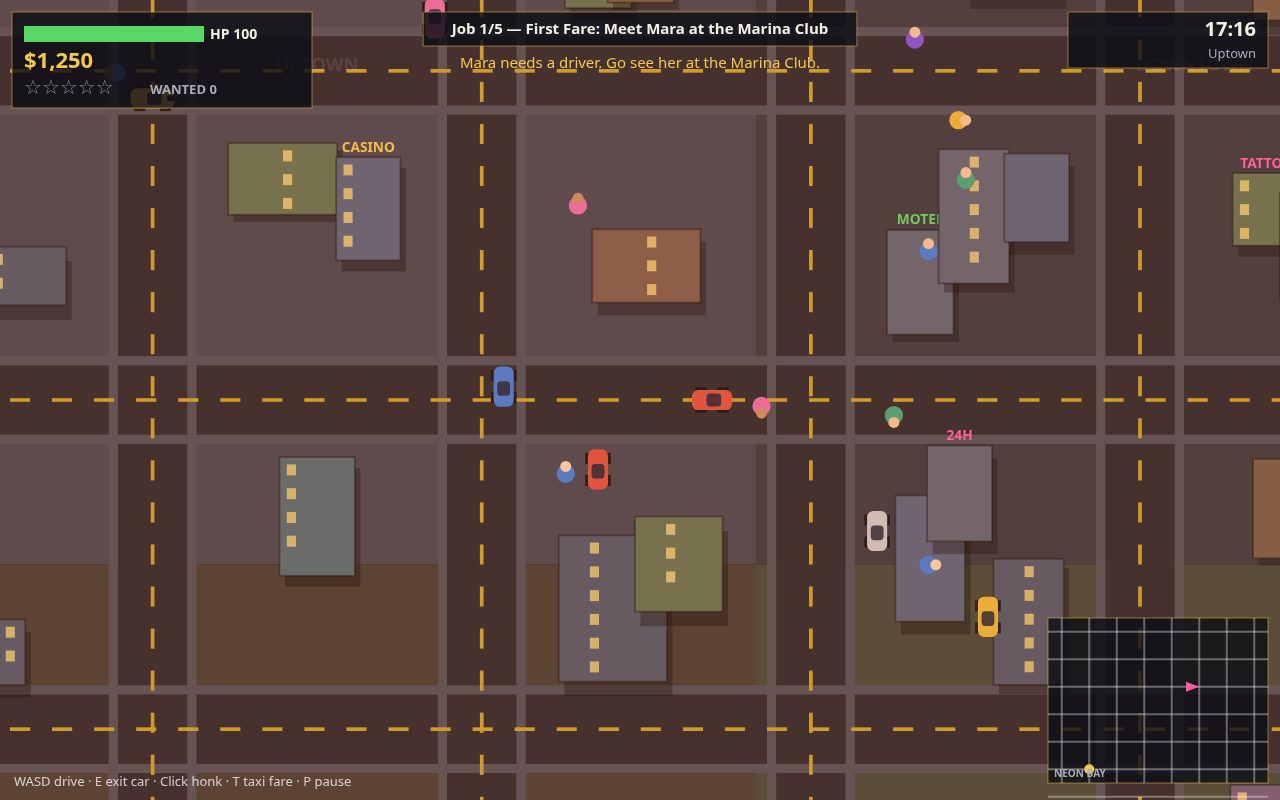 HP 100
$1,250
☆☆☆☆☆ WANTED 0
Job 1/5 — First Fare: Meet Mara at the Marina Club
Mara needs a driver. Go see her at the Marina Club.
17:16
Uptown
UPTOWN
CASINO
MOTE
TATTO
24H
NEON BAY
WASD drive · E exit car · Click honk · T taxi fare · P pause